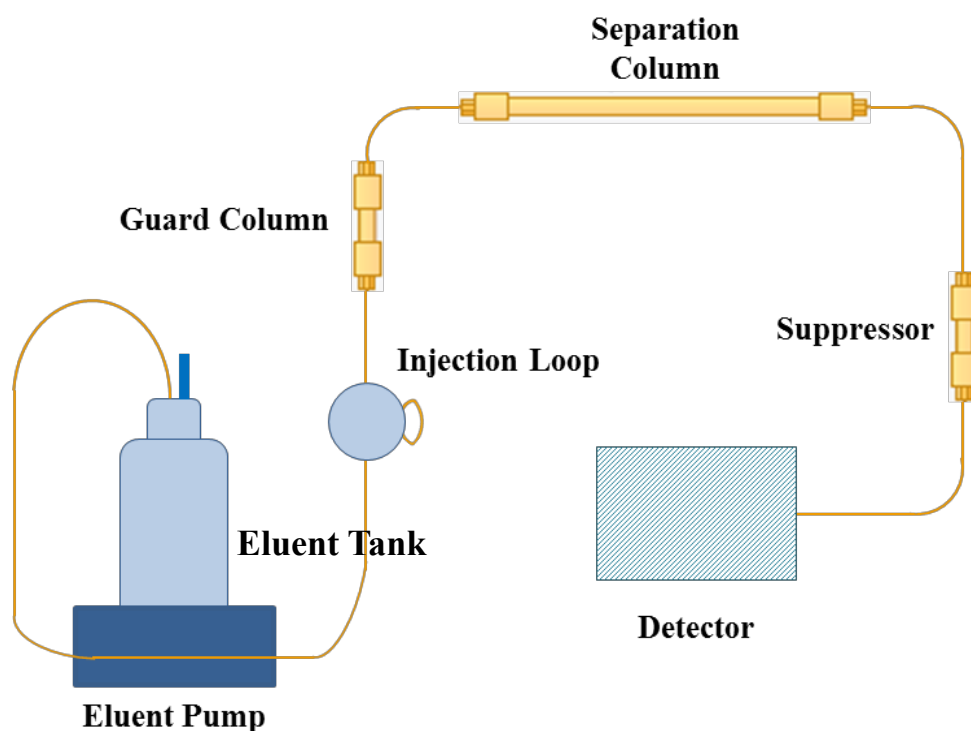 Separation
Column
Guard Column
Suppressor
Injection Loop
Eluent Tank
Detector
Eluent Pump